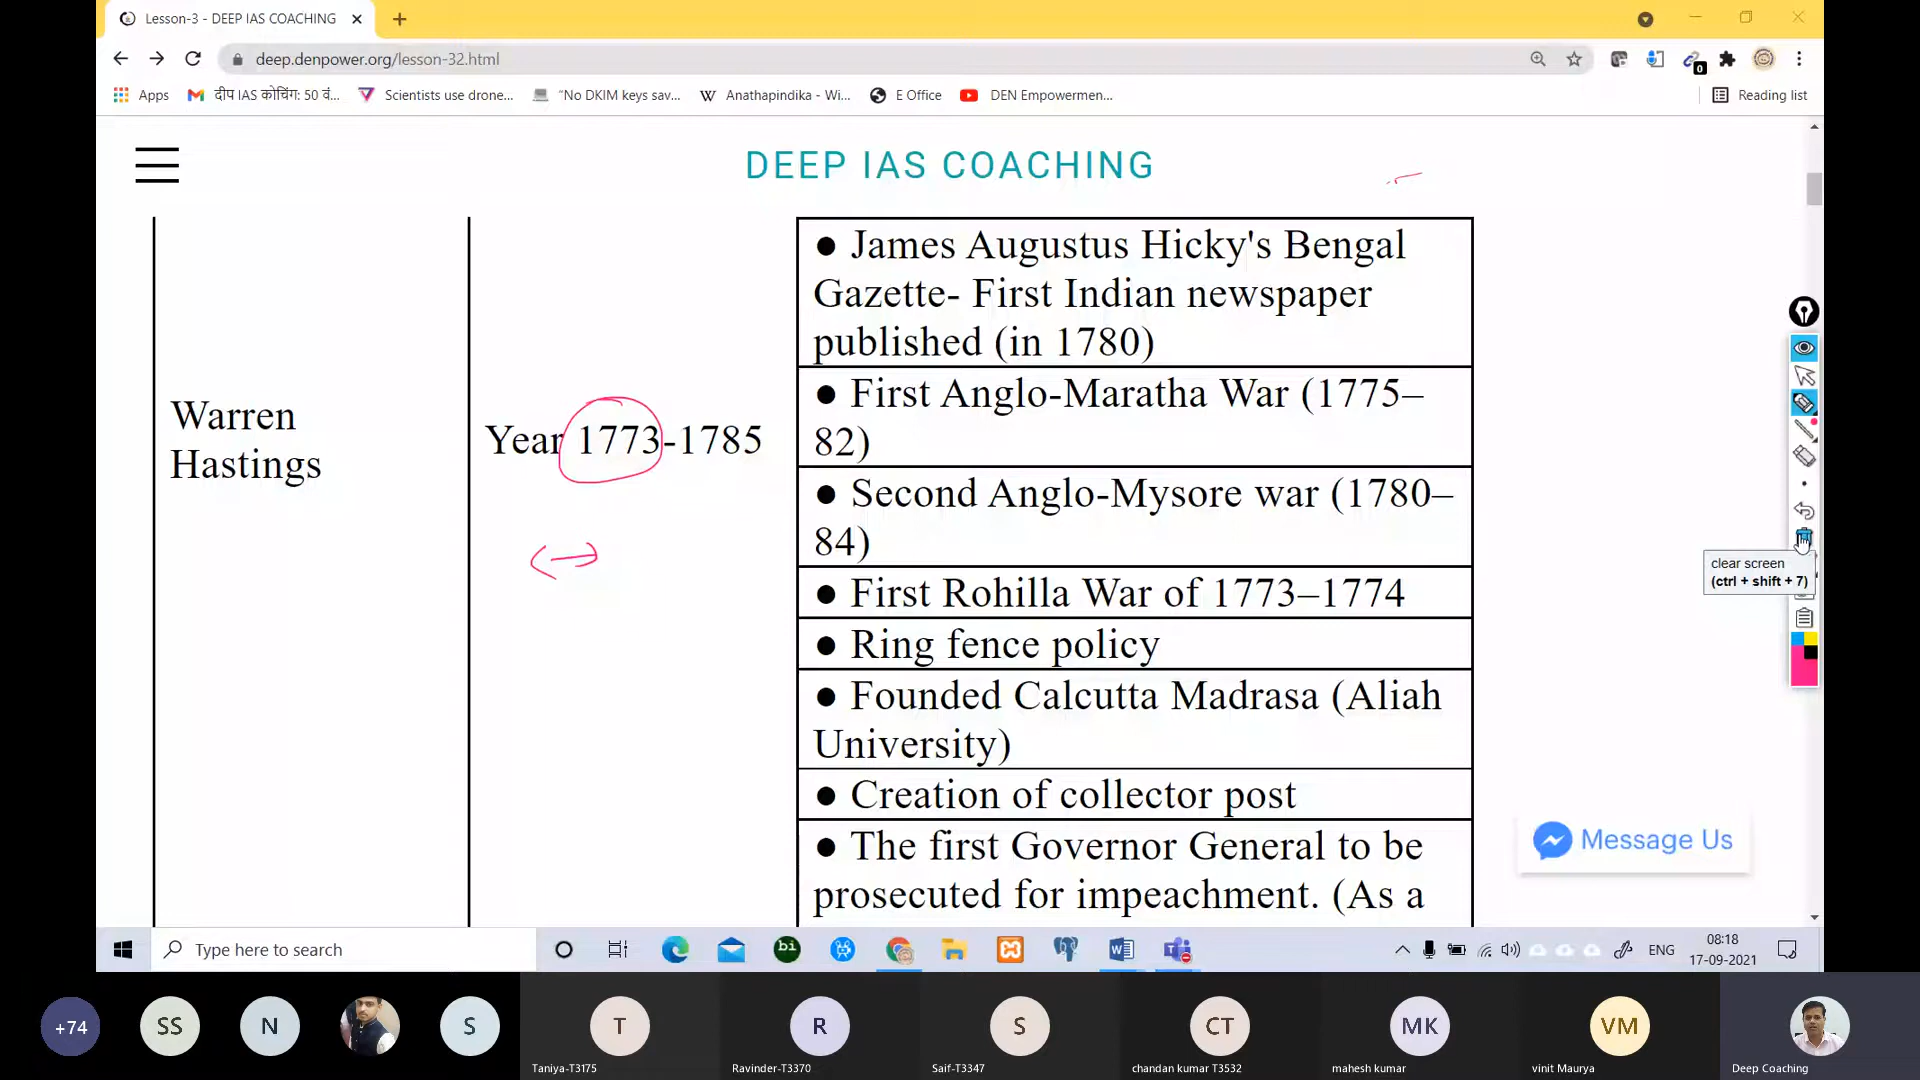 Lesson-3 - DEEP IAS COACHING
deep.denpower.org/lesson-32.html
0
Apps
दीप IAS कोचिंग: 50 वं...
Scientists use drone...
"No DKIM keys sav...
Anathapindika - Wi...
E Office
DEN Empowermen...
Reading list
DEEP IAS COACHING
Warren
Hastings
Year 1773-1785
● James Augustus Hicky's Bengal
Gazette- First Indian newspaper
published (in 1780)
● First Anglo-Maratha War (1775–
82)
● Second Anglo-Mysore war (1780–
84)
● First Rohilla War of 1773–1774
● Ring fence policy
● Founded Calcutta Madrasa (Aliah
University)
● Creation of collector post
● The first Governor General to be
prosecuted for impeachment. (As a
clear screen
(ctrl + shift + 7)
Message Us
Type here to search
bi
ENG
08:18
17-09-2021
+74
SS
N
S
T
R
S
CT
MK
VM
Taniya-T3175
Ravinder-T3370
Saif-T3347
chandan kumar T3532
mahesh kumar
vinit Maurya
Deep Coaching